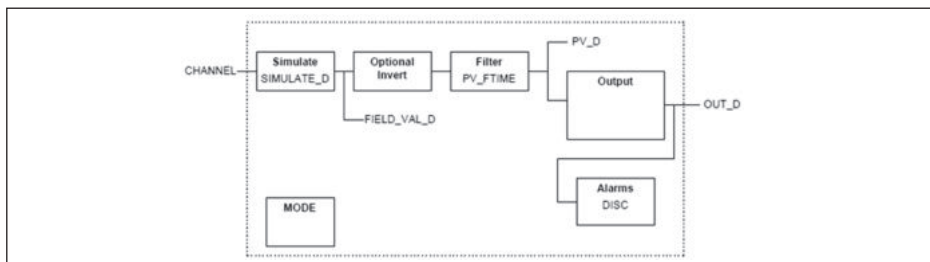 PV_D
Simulate
SIMULATE_D
Optional
Invert
Filter
PV_FTIME
CHANNEL
Output
OUT_D
FIELD_VAL_D
Alarms
DISC
MODE